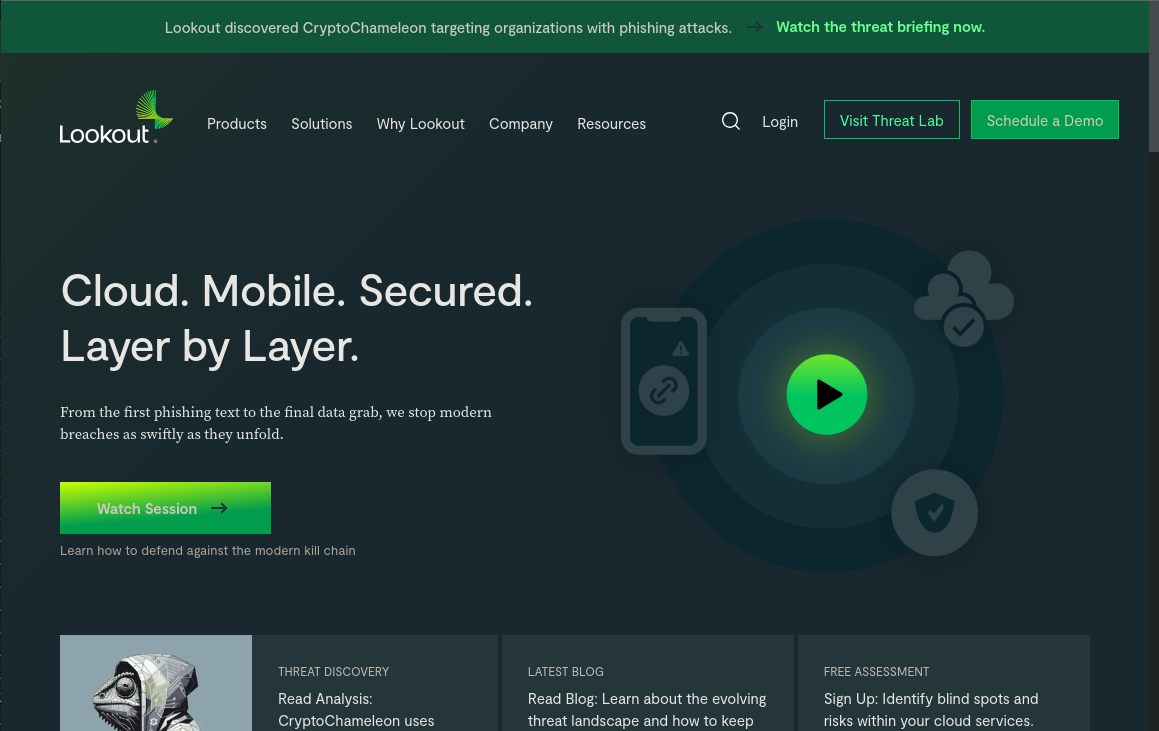 Lookout discovered CryptoChameleon targeting organizations with phishing attacks. → Watch the threat briefing now.
Lookout®
Products Solutions Why Lookout Company Resources
Login Visit Threat Lab Schedule a Demo
Cloud. Mobile. Secured.
Layer by Layer.
From the first phishing text to the final data grab, we stop modern
breaches as swiftly as they unfold.
Watch Session →
Learn how to defend against the modern kill chain
THREAT DISCOVERY
Read Analysis:
CryptoChameleon uses
LATEST BLOG
Read Blog: Learn about the evolving
threat landscape and how to keep
FREE ASSESSMENT
Sign Up: Identify blind spots and
risks within your cloud services.